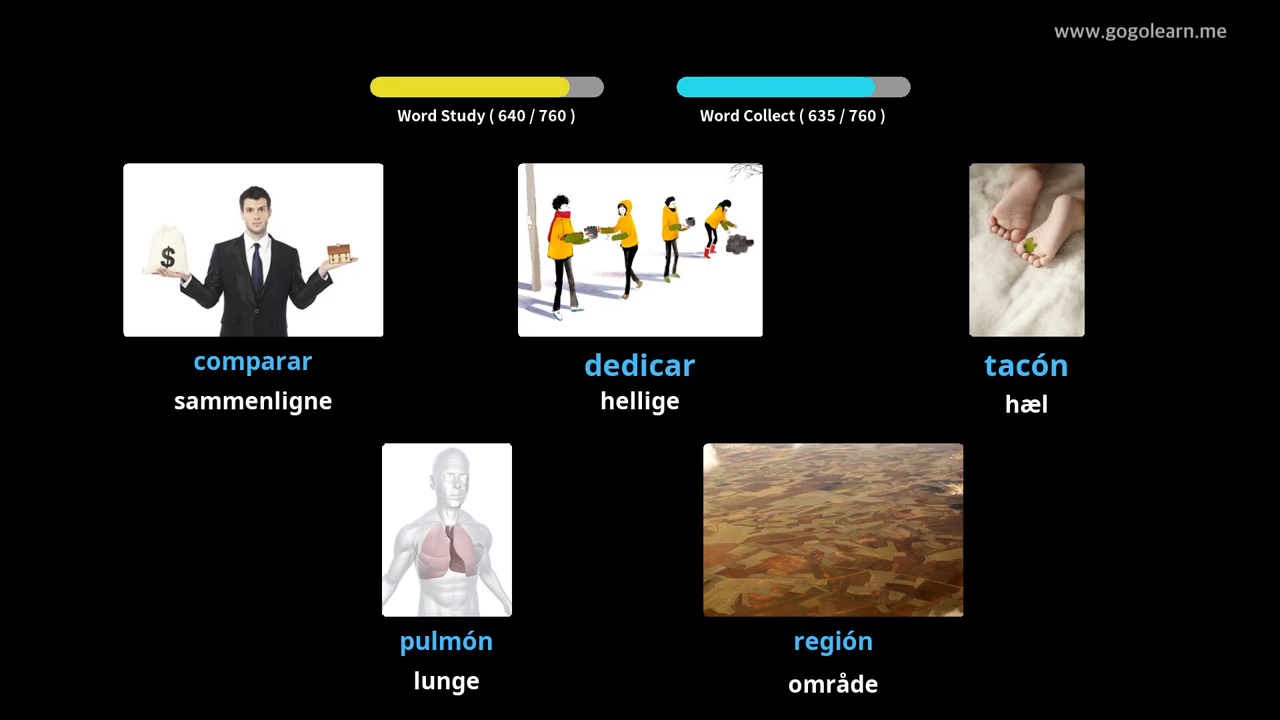 www.gogolearn.me
Word Study ( 640 / 760 )
Word Collect ( 635 / 760 )
$
comparar
sammenligne
dedicar
hellige
tacón
hæl
pulmón
lunge
región
område